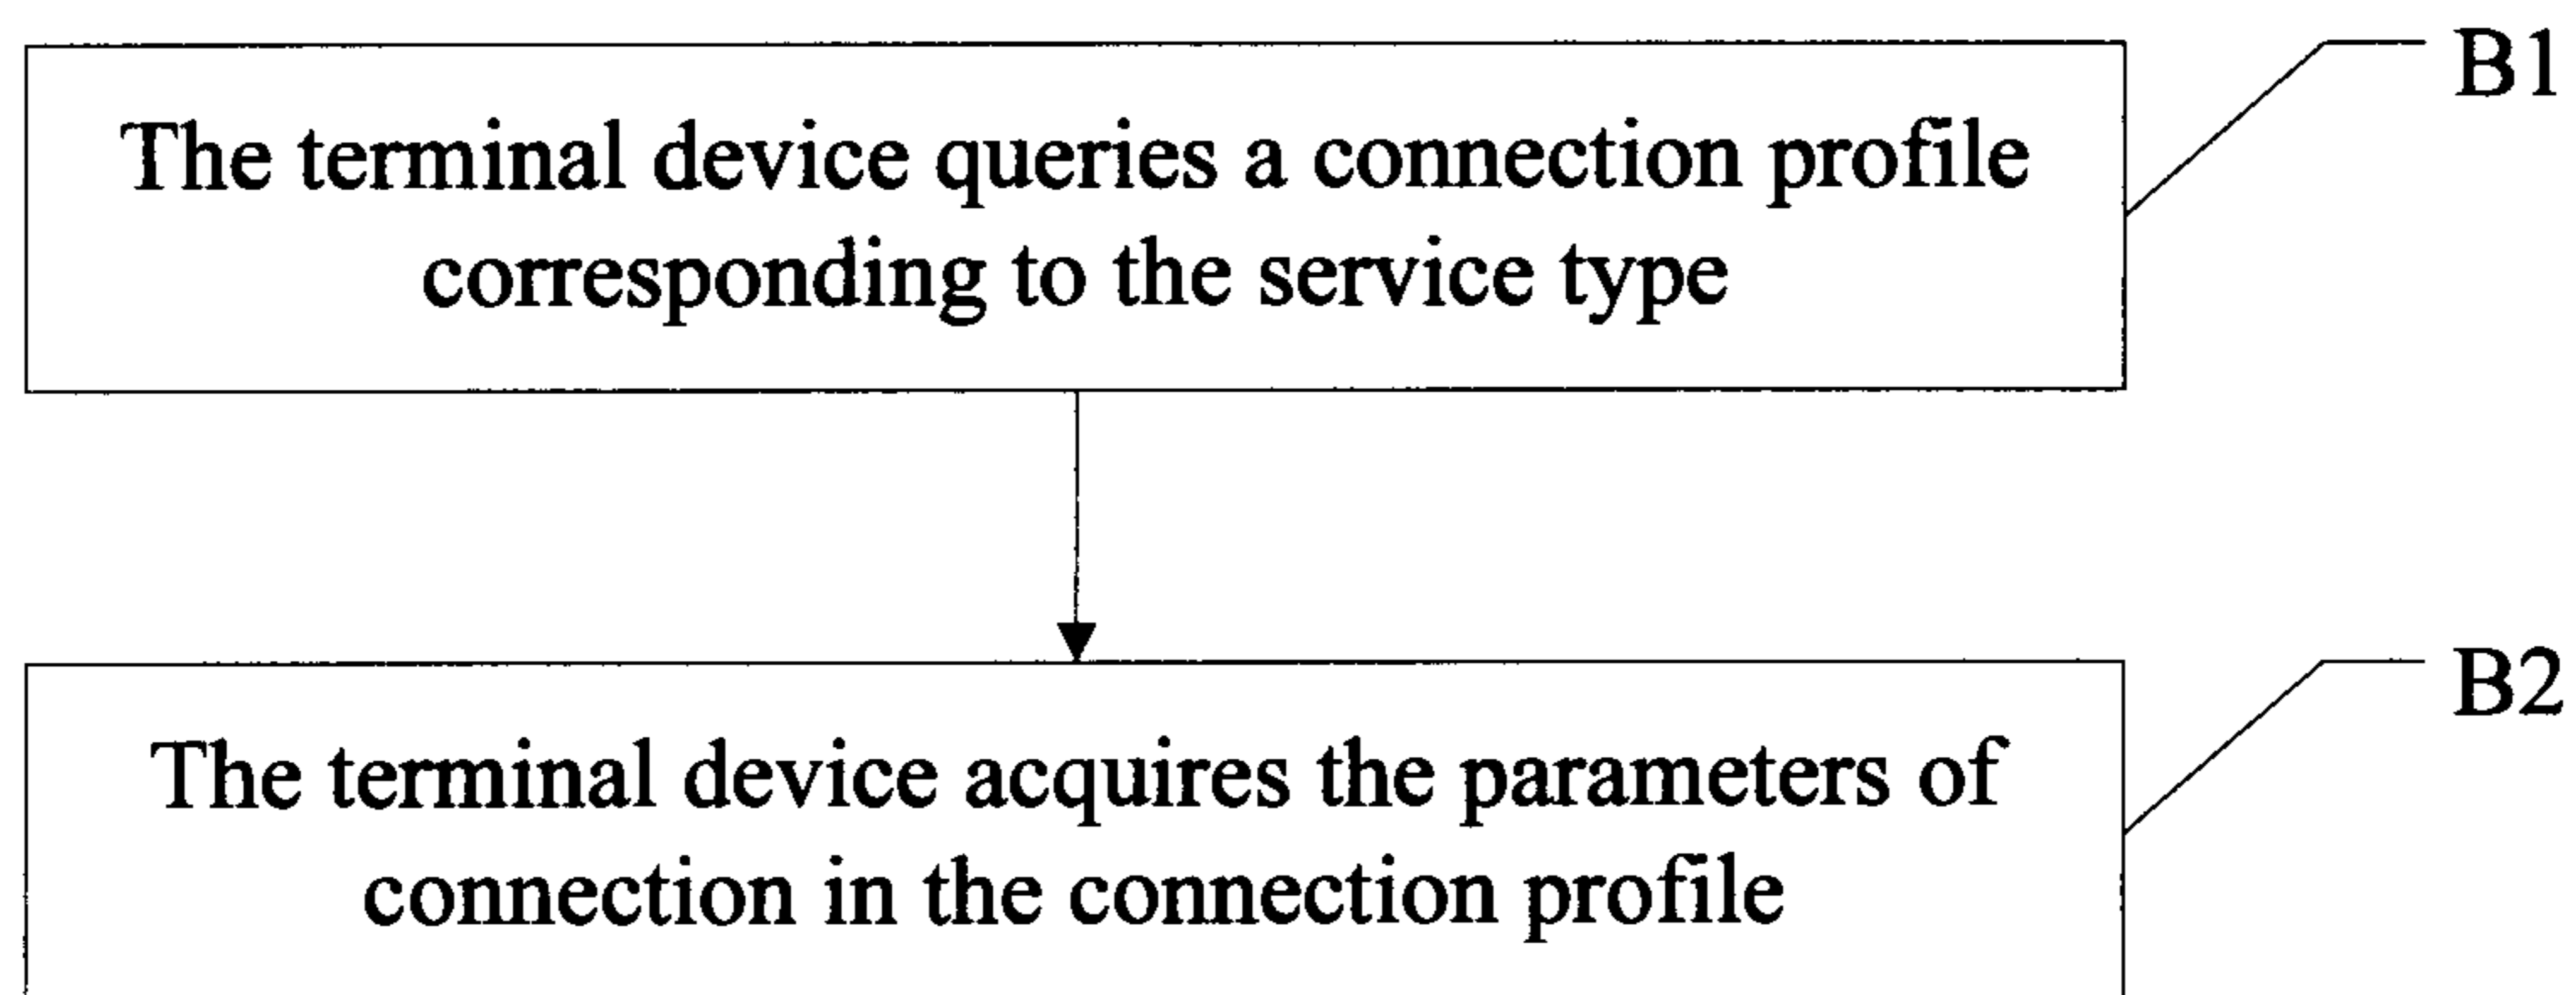 B1
The terminal device queries a connection profile
corresponding to the service type
B2
The terminal device acquires the parameters of
connection in the connection profile